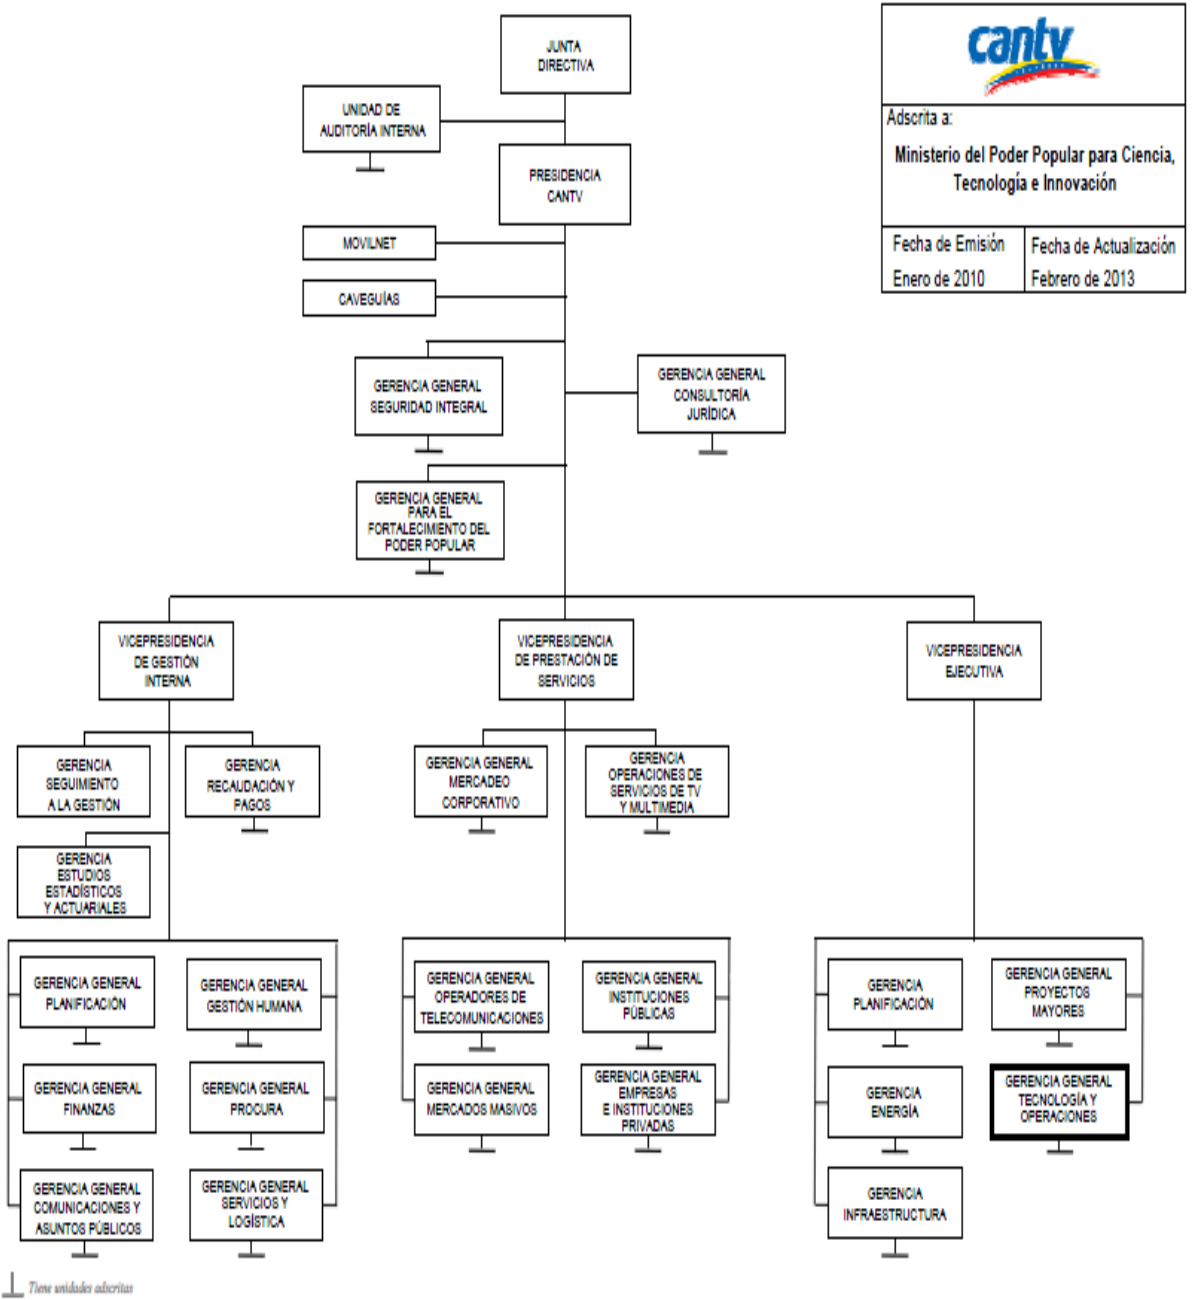 JUNTA
DIRECTIVA
UNIDAD DE
AUDITORÍA INTERNA
PRESIDENCIA
CANTV
MOVILNET
CAVEGUÍAS
cantv
Adscrita a:
Ministerio del Poder Popular para Ciencia,
Tecnología e Innovación
Fecha de Emisión
Enero de 2010
Fecha de Actualización
Febrero de 2013
GERENCIA GENERAL
SEGURIDAD INTEGRAL
GERENCIA GENERAL
CONSULTORÍA
JURÍDICA
GERENCIA GENERAL
PARA EL
FORTALECIMIENTO DEL
PODER POPULAR
VICEPRESIDENCIA
DE GESTIÓN
INTERNA
VICEPRESIDENCIA
DE PRESTACIÓN DE
SERVICIOS
VICEPRESIDENCIA
EJECUTIVA
GERENCIA
SEGUIMIENTO
A LA GESTIÓN
GERENCIA
RECAUDACIÓN Y
PAGOS
GERENCIA GENERAL
MERCADEO
CORPORATIVO
GERENCIA
OPERACIONES DE
SERVICIOS DE TV
Y MULTIMEDIA
GERENCIA
ESTUDIOS
ESTADÍSTICOS
Y ACTUARIALES
GERENCIA GENERAL
PLANIFICACIÓN
GERENCIA GENERAL
GESTIÓN HUMANA
GERENCIA GENERAL
OPERADORES DE
TELECOMUNICACIONES
GERENCIA GENERAL
INSTITUCIONES
PÚBLICAS
GERENCIA
PLANIFICACIÓN
GERENCIA GENERAL
PROYECTOS
MAYORES
GERENCIA GENERAL
FINANZAS
GERENCIA GENERAL
PROCURA
GERENCIA GENERAL
MERCADOS MASIVOS
GERENCIA GENERAL
EMPRESAS
E INSTITUCIONES
PRIVADAS
GERENCIA
ENERGÍA
GERENCIA GENERAL
TECNOLOGÍA Y
OPERACIONES
GERENCIA GENERAL
COMUNICACIONES Y
ASUNTOS PÚBLICOS
GERENCIA GENERAL
SERVICIOS Y
LOGÍSTICA
GERENCIA
INFRAESTRUCTURA
Tiene unidades adscritas